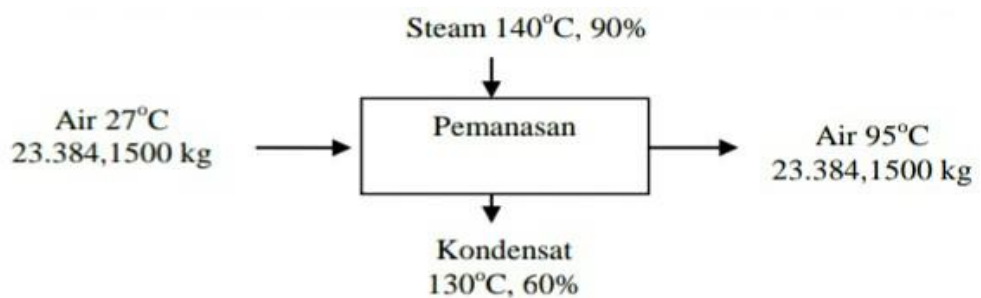 Steam 140°C, 90%
Air 27°C
23.384,1500 kg
Pemanasan
Air 95°C
23.384,1500 kg
Kondensat
130°C, 60%